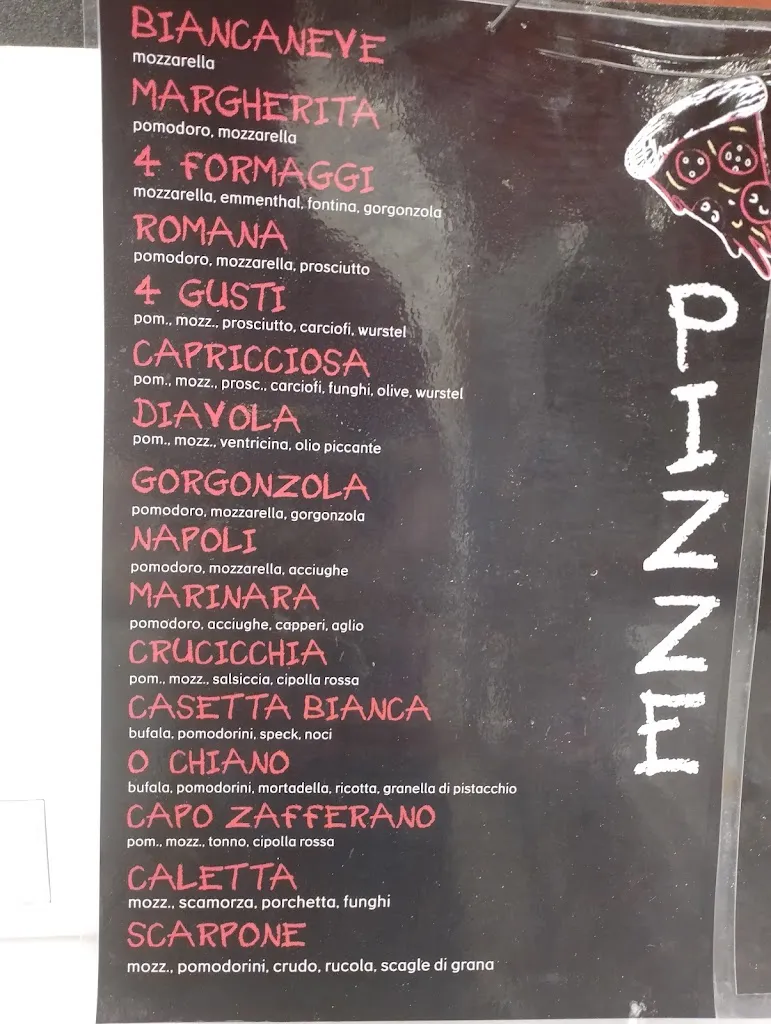 BIANCANEVE
mozzarella
MARGHERITA
pomodoro, mozzarella
4 FORMAGGI
mozzarella, emmenthal, fontina, gorgonzola
ROMANA
pomodoro, mozzarella, prosciutto
4 GUSTI
pom., mozz., prosciutto, carciofi, wurstel
CAPRICCIOSA
pom., mozz., prosc., carciofi, funghi, olive, wurstel
DIAVOLA
pom., mozz., ventricina, olio piccante
GORGONZOLA
pomodoro, mozzarella, gorgonzola
NAPOLI
pomodoro, mozzarella, acciughe
MARINARA
pomodoro, acciughe, capperi, aglio
CRUCICCHIA
pom., mozz., salsiccia, cipolla rossa
CASETTA BIANCA
bufala, pomodorini, speck, noci
O CHIANO
bufala, pomodorini, mortadella, ricotta, granella di pistacchio
CAPO ZAFFERANO
pom., mozz., tonno, cipolla rossa
CALETTA
mozz., scamorza, porchetta, funghi
SCARPONE
mozz., pomodorini, crudo, rucola, scagle di grana
PIZZE